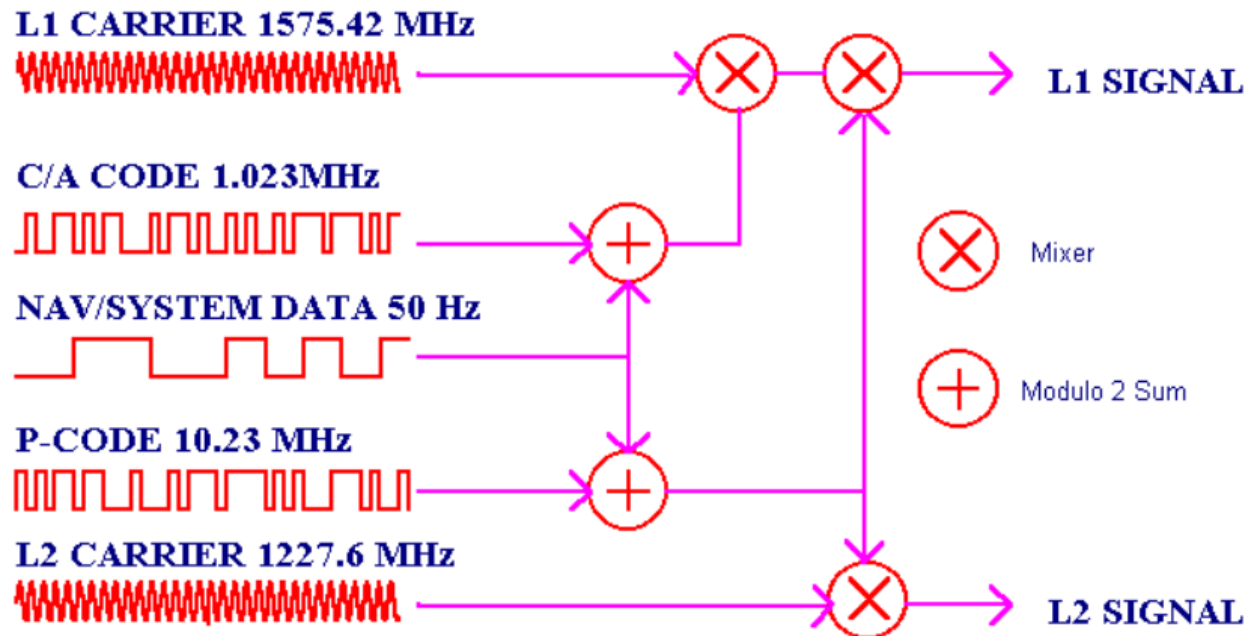 L1 CARRIER 1575.42 MHz
L1 SIGNAL
C/A CODE 1.023MHz
Mixer
NAV/SYSTEM DATA 50 Hz
Modulo 2 Sum
P-CODE 10.23 MHz
L2 CARRIER 1227.6 MHz
L2 SIGNAL